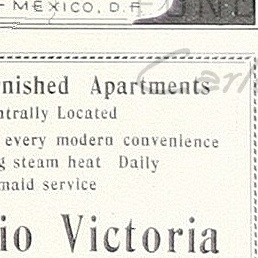 MEXICO, D.F.
nished Apartments
ntrally Located
every modern convenience
g steam heat Daily
maid service
io Victoria